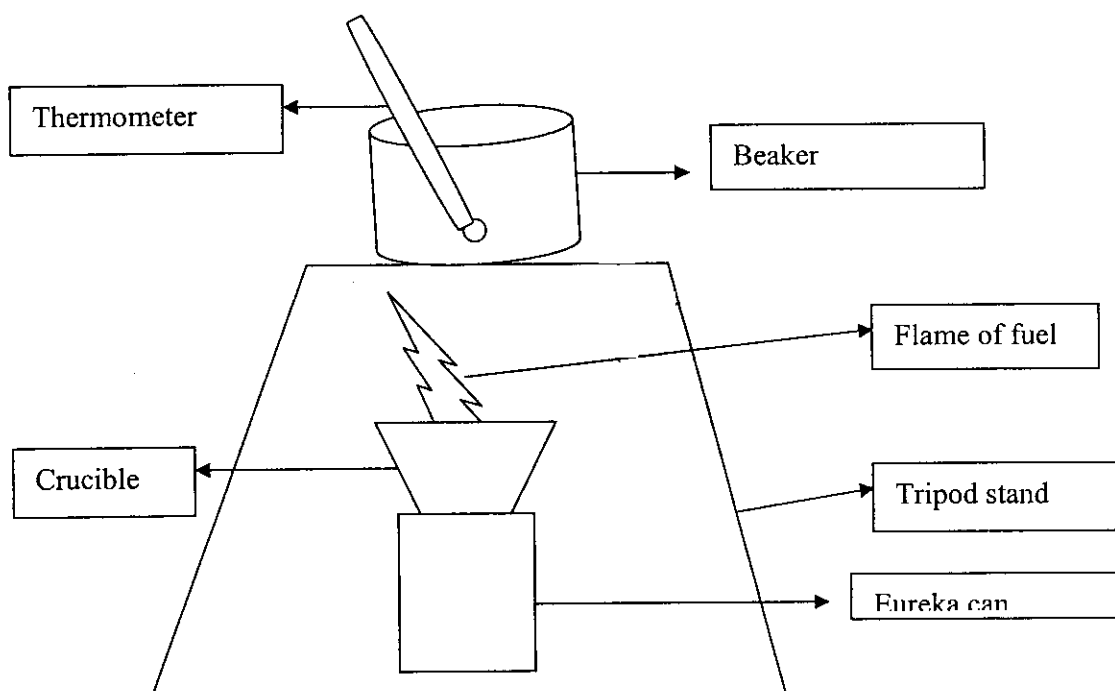 Thermometer
Beaker
Flame of fuel
Crucible
Tripod stand
Eureka can